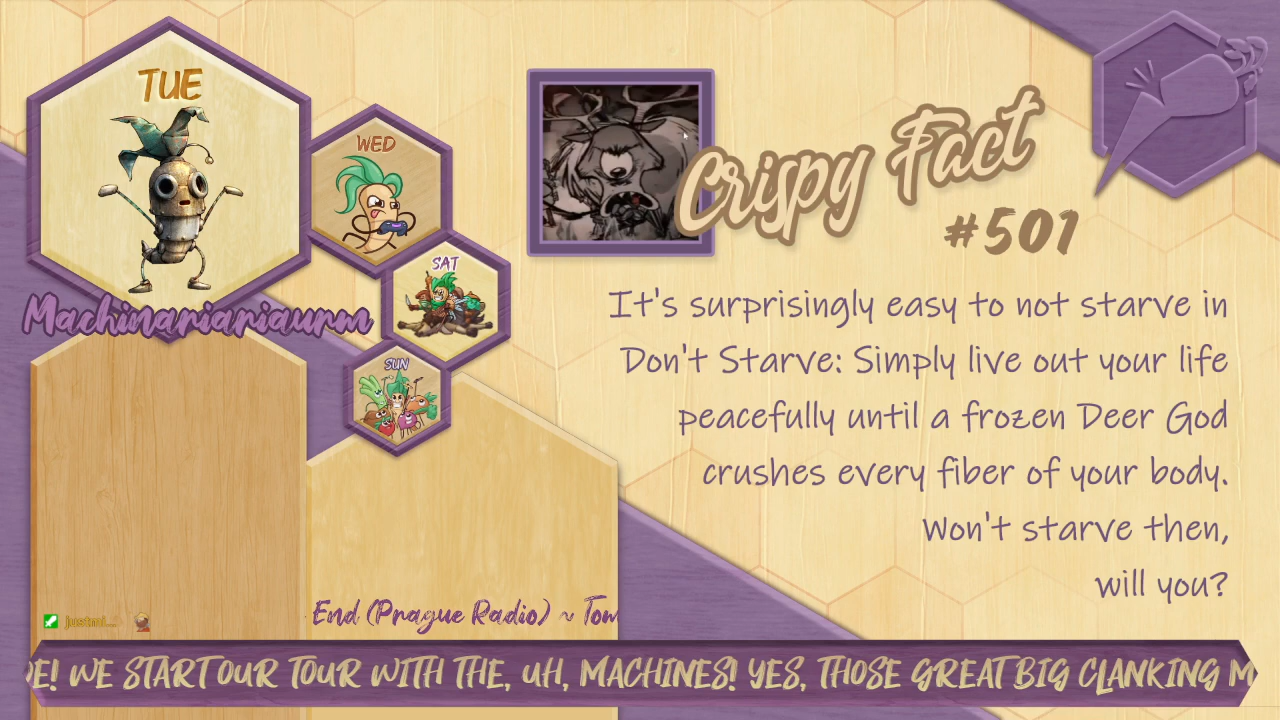 TUE
WED
SAT
SUN
Machinariariaurm
Crispy Fact
#501
It's surprisingly easy to not starve in
Don't Starve: Simply live out your life
peacefully until a frozen Deer God
crushes every fiber of your body.
Won't starve then,
will you?
End (Prague Radio) ~ Tow
justmi...
E! WE START OUR TOUR WITH THE, UH, MACHINES! YES, THOSE GREAT BIG CLANKING M